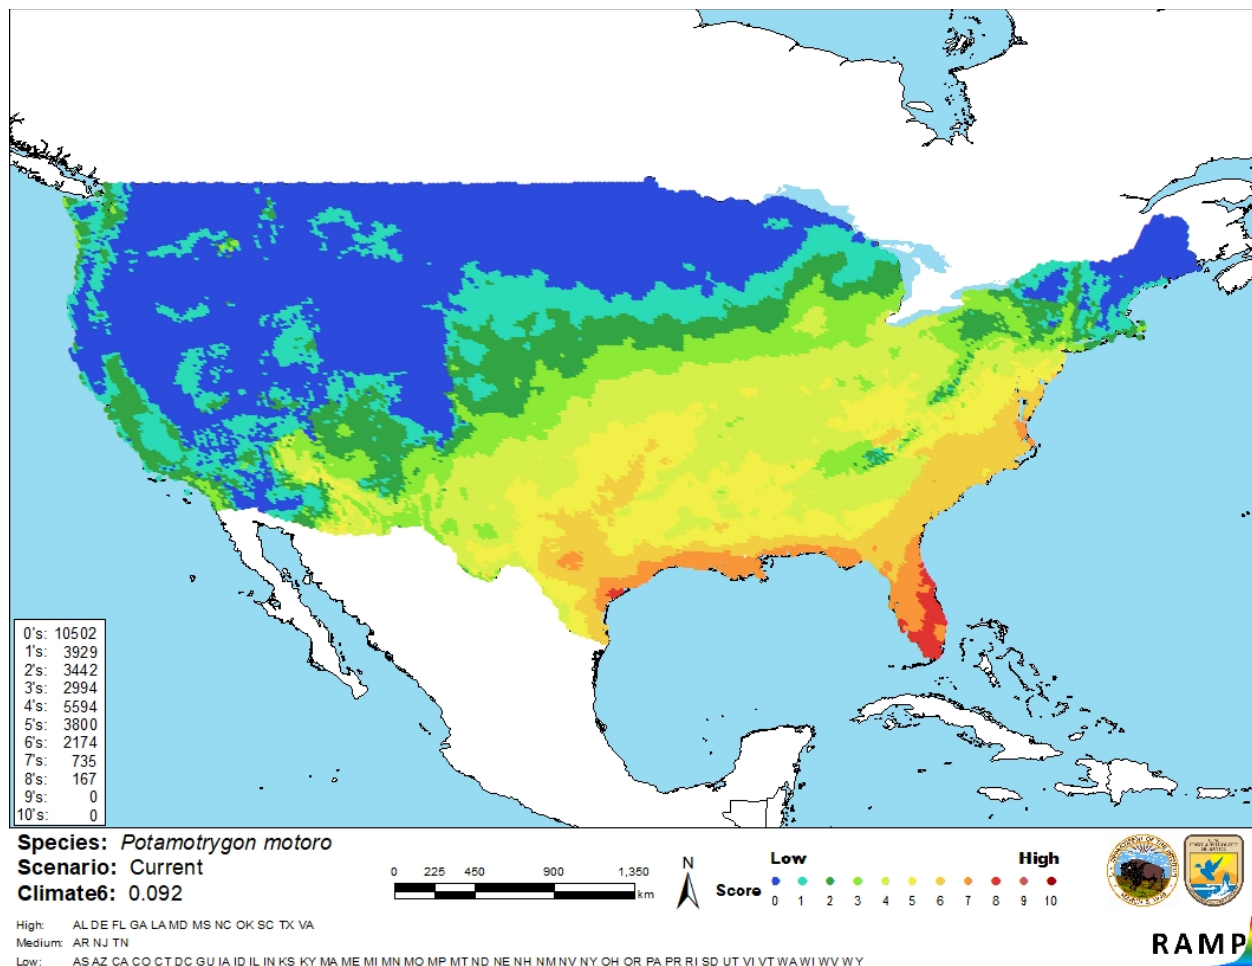 0's: 10502
1's: 3929
2's: 3442
3's: 2994
4's: 5594
5's: 3800
6's: 2174
7's: 735
8's: 167
9's: 0
10's: 0
Species: Potamotrygon motoro
Scenario: Current
Climate6: 0.092
0 225 450 900 1,350
km
N
Low High
Score
0 1 2 3 4 5 6 7 8 9 10
High: AL DE FL GA LA MD MS NC OK SC TX VA
Medium: AR NJ TN
Low: AS AZ CA CO CT DC GU IA ID IL IN KS KY MA ME MI MN MO MP MT ND NE NH NM NV NY OH OR PA PR RI SD UT VI VT WA WI WV WY
RAMP